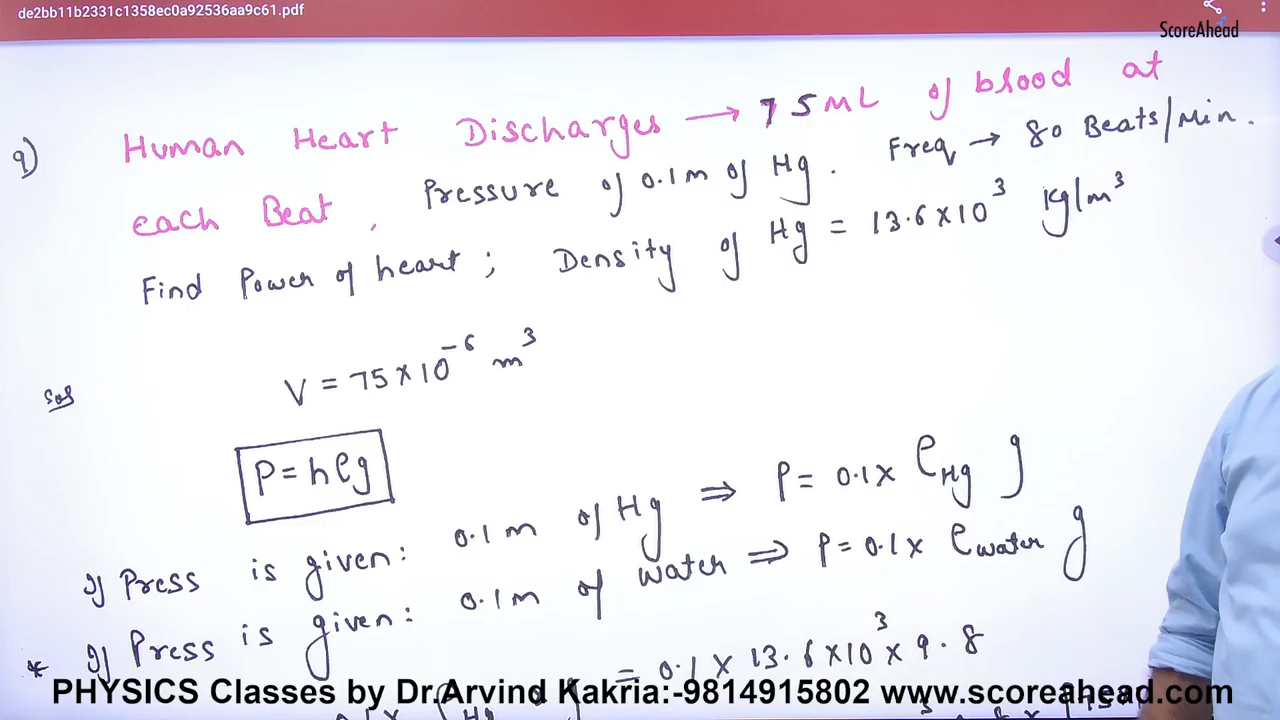 de2bb11b2331c1358ec0a92536aa9c61.pdf
ScoreAhead
q) Human Heart Discharges → 75 ML of blood at
each Beat, Pressure of 0.1m of Hg. Freq → 80 Beats/Min.
Find Power of heart; Density of Hg = 13.6×10³ Kg/m³
Sol V = 75×10⁻⁶ m³
P=hρg
If Press is given: 0.1m of Hg ⇒ P= 0.1× ρHg g
* If Press is given: 0.1m of water ⇒ P=0.1× ρwater g
= 0.1 × 13.6×10³×9.8
PHYSICS Classes by Dr.Arvind Kakria:-9814915802 www.scoreahead.com